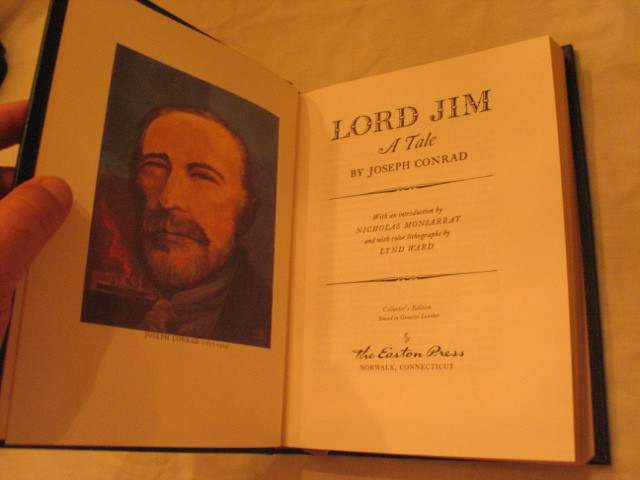 JOSEPH CONRAD
LORD JIM
A Tale
BY JOSEPH CONRAD
With an introduction by
NICHOLAS MONSARRAT
and with color lithographs by
LYND WARD
Collector's Edition
Bound in Genuine Leather
The Easton Press
NORWALK, CONNECTICUT